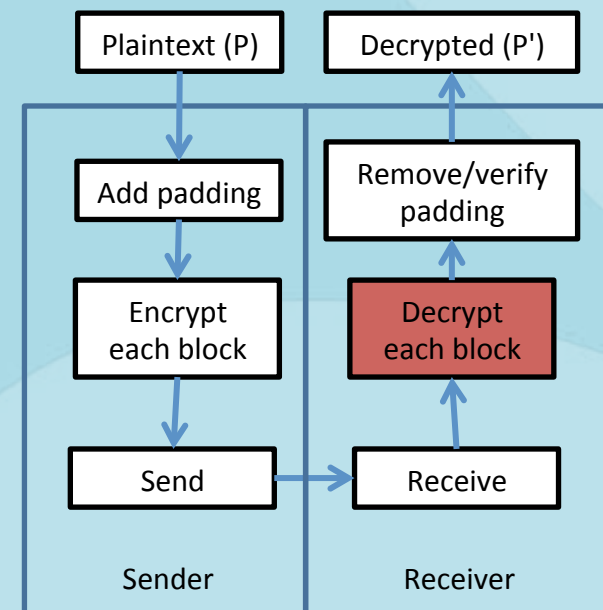 Plaintext (P)
Decrypted (P')
Add padding
Remove/verify
padding
Encrypt
each block
Decrypt
each block
Send
Receive
Sender
Receiver